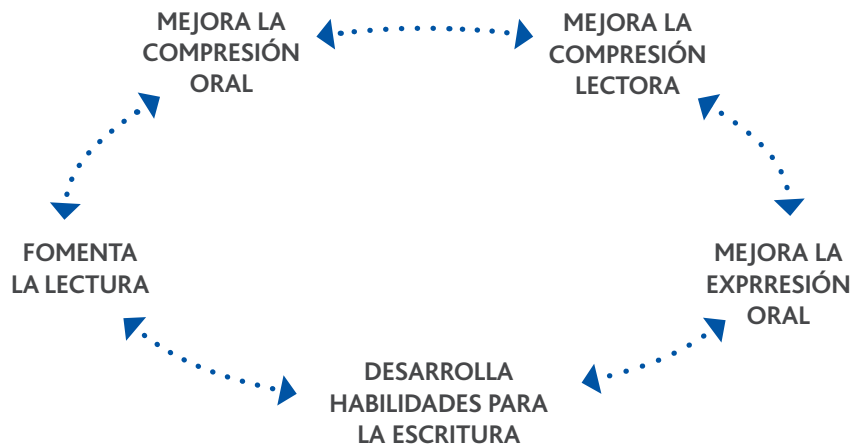 MEJORA LA
COMPRESIÓN
ORAL
MEJORA LA
COMPRESIÓN
LECTORA
FOMENTA
LA LECTURA
MEJORA LA
EXPRRESIÓN
ORAL
DESARROLLA
HABILIDADES PARA
LA ESCRITURA